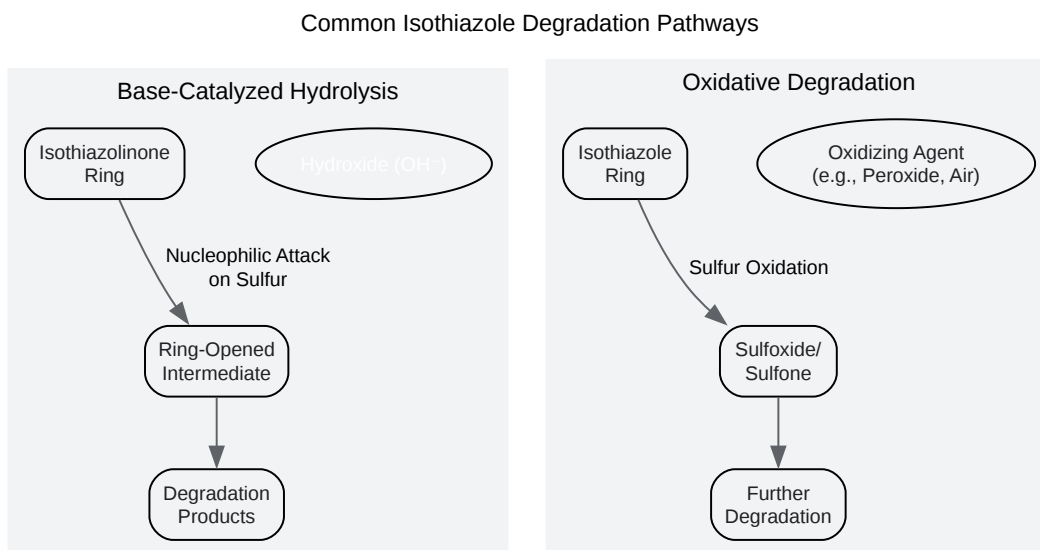 Common Isothiazole Degradation Pathways
Base-Catalyzed Hydrolysis
Isothiazolinone
Ring
Hydroxide (OH⁻)
Nucleophilic Attack
on Sulfur
Ring-Opened
Intermediate
Degradation
Products
Oxidative Degradation
Isothiazole
Ring
Oxidizing Agent
(e.g., Peroxide, Air)
Sulfur Oxidation
Sulfoxide/
Sulfone
Further
Degradation